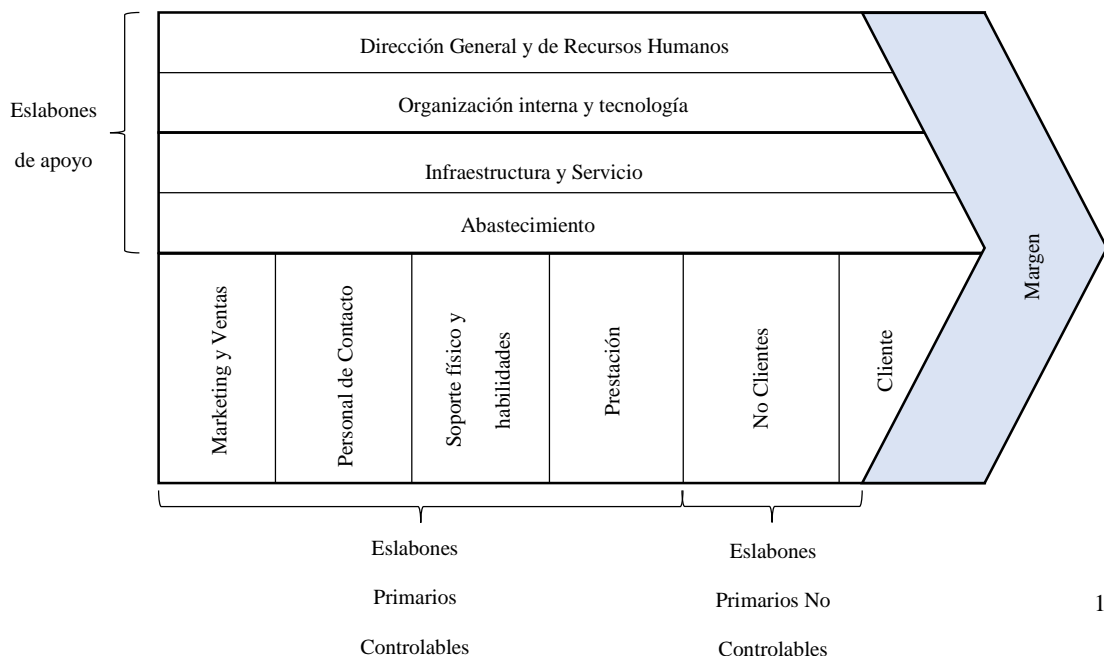 Dirección General y de Recursos Humanos
Organización interna y tecnología
Infraestructura y Servicio
Abastecimiento
Eslabones
de apoyo
Marketing y Ventas
Personal de Contacto
Soporte físico y
habilidades
Prestación
No Clientes
Cliente
Margen
Eslabones
Primarios
Controlables
Eslabones
Primarios No
Controlables
1